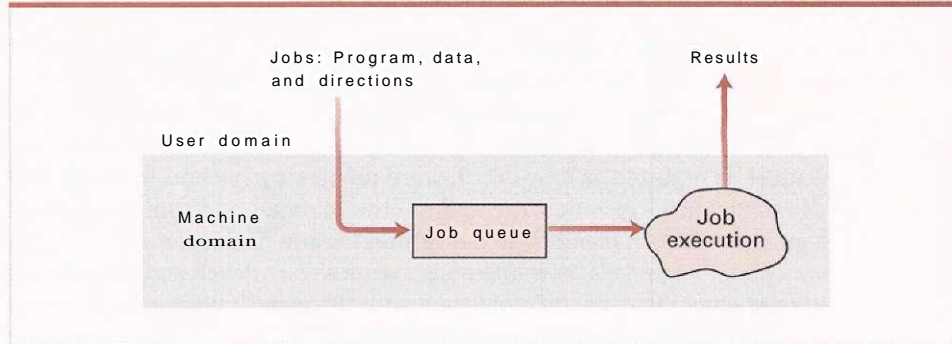 Jobs: Program, data,
and directions
Results
User domain
Machine
domain
Job queue
Job
execution